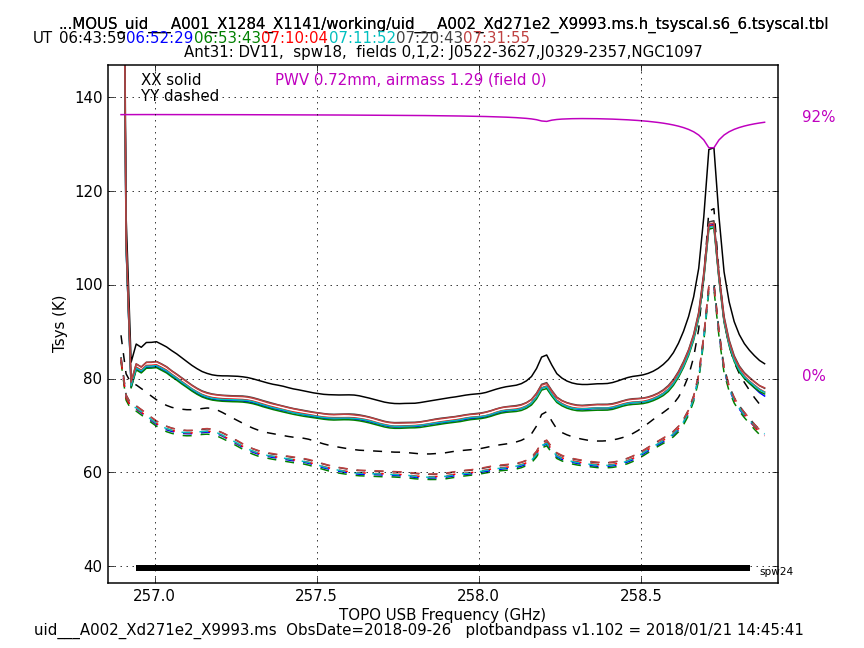 ...MOUS_uid___A001_X1284_X1141/working/uid___A002_Xd271e2_X9993.ms.h_tsyscal.s6_6.tsyscal.tbl
UT 06:43:59 06:52:29 06:53:43 07:10:04 07:11:52 07:20:43 07:31:55
Ant31: DV11, spw18, fields 0,1,2: J0522-3627,J0329-2357,NGC1097
XX solid
PWV 0.72mm, airmass 1.29 (field 0)
YY dashed
140
92%
120
100
Tsys (K)
80
0%
60
40
spw24
257.0 257.5 258.0 258.5
TOPO USB Frequency (GHz)
uid___A002_Xd271e2_X9993.ms ObsDate=2018-09-26 plotbandpass v1.102 = 2018/01/21 14:45:41